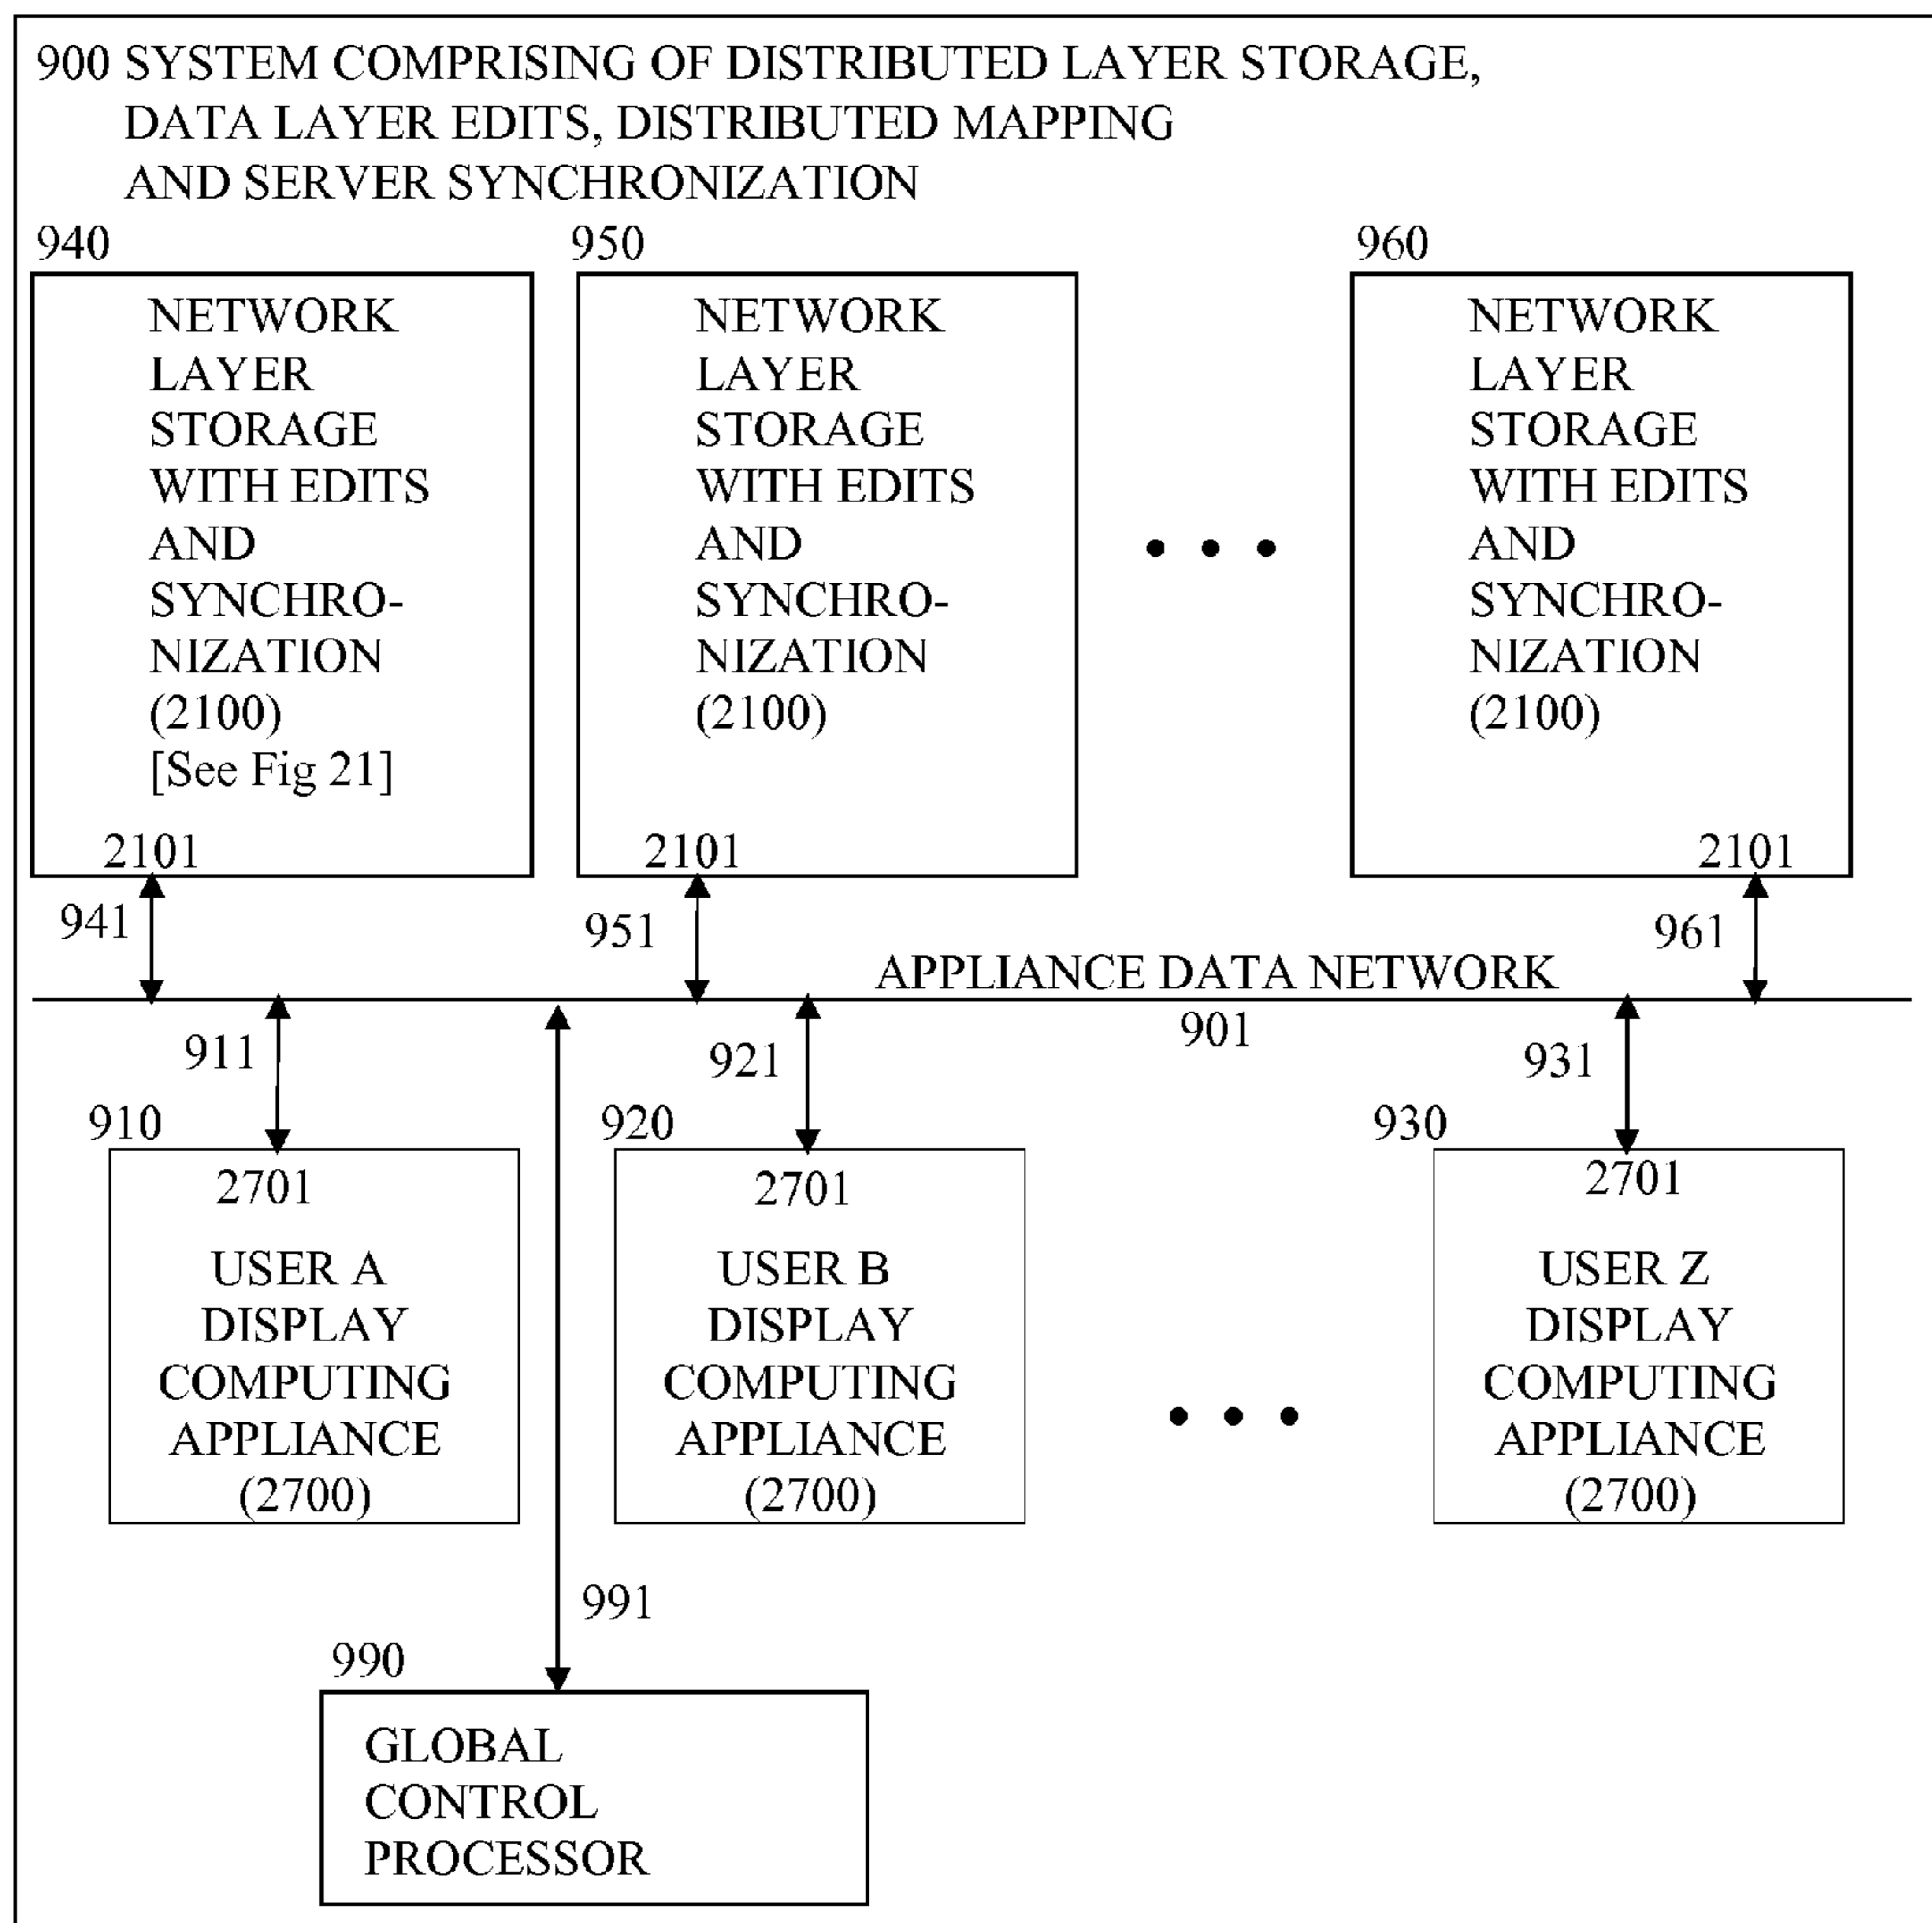 900 SYSTEM COMPRISING OF DISTRIBUTED LAYER STORAGE,
DATA LAYER EDITS, DISTRIBUTED MAPPING
AND SERVER SYNCHRONIZATION
940
NETWORK
LAYER
STORAGE
WITH EDITS
AND
SYNCHRO-
NIZATION
(2100)
[See Fig 21]
2101
950
NETWORK
LAYER
STORAGE
WITH EDITS
AND
SYNCHRO-
NIZATION
(2100)
2101
• • •
960
NETWORK
LAYER
STORAGE
WITH EDITS
AND
SYNCHRO-
NIZATION
(2100)
2101
941
951
961
APPLIANCE DATA NETWORK
901
911
921
931
910
2701
USER A
DISPLAY
COMPUTING
APPLIANCE
(2700)
920
2701
USER B
DISPLAY
COMPUTING
APPLIANCE
(2700)
• • •
930
2701
USER Z
DISPLAY
COMPUTING
APPLIANCE
(2700)
991
990
GLOBAL
CONTROL
PROCESSOR